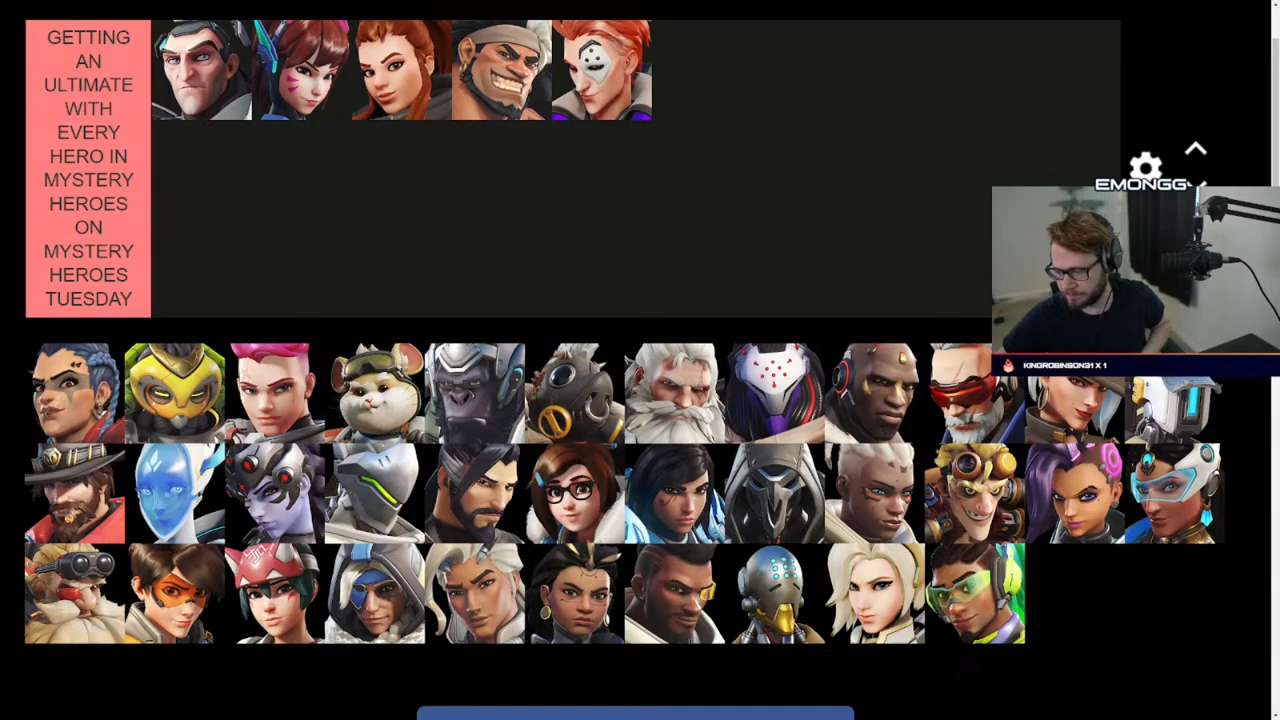 GETTING
AN
ULTIMATE
WITH
EVERY
HERO IN
MYSTERY
HEROES
ON
MYSTERY
HEROES
TUESDAY
EMONGG
KINGROBINSON31 X 1